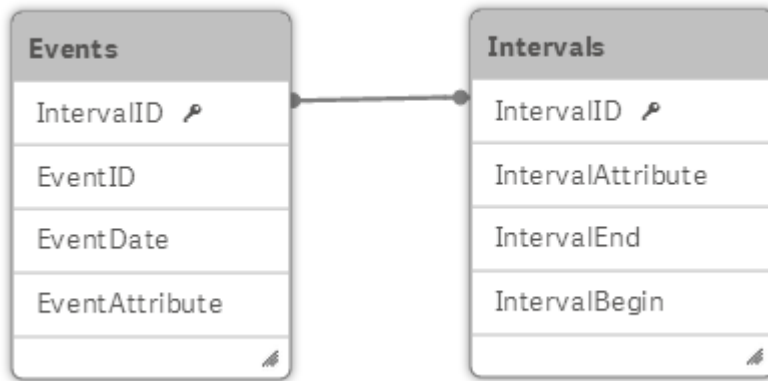 Events
IntervalID
EventID
EventDate
EventAttribute
Intervals
IntervalID
IntervalAttribute
IntervalEnd
IntervalBegin